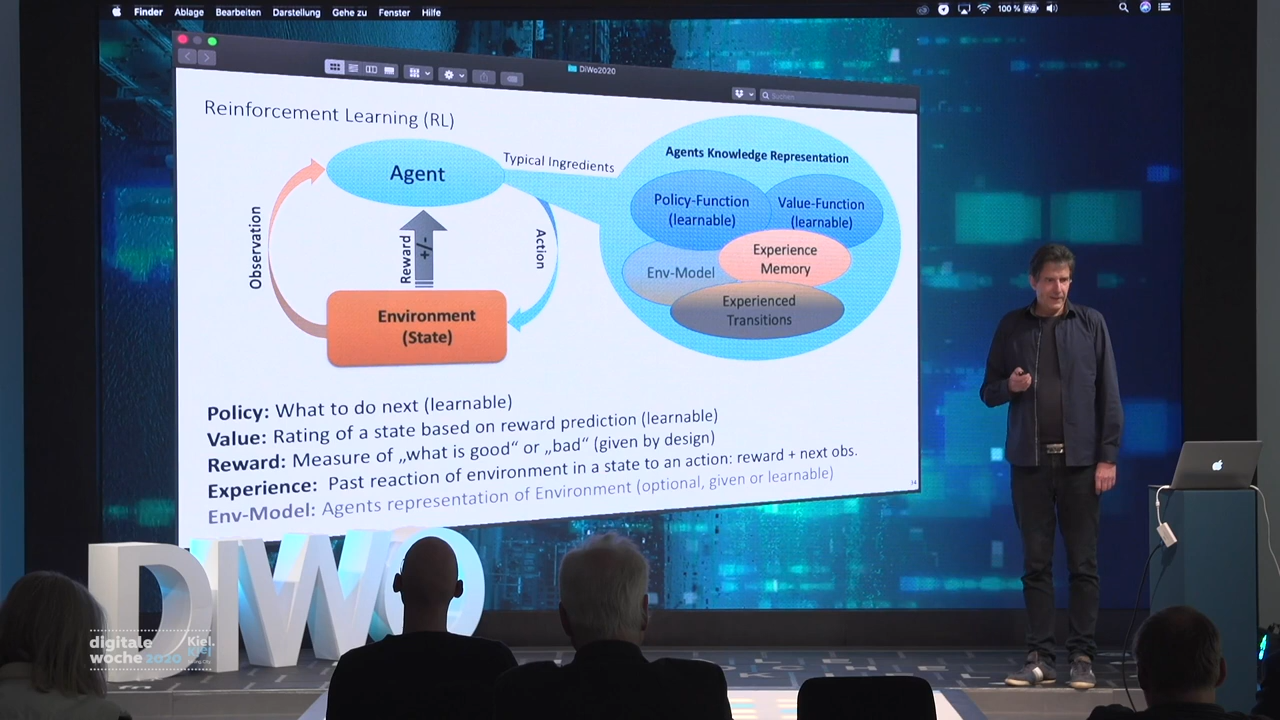 Finder Ablage Bearbeiten Darstellung Gehe zu Fenster Hilfe
100 %
DiWo2020
Suchen
Reinforcement Learning (RL)
Agent
Typical Ingredients
Agents Knowledge Representation
Policy-Function
(learnable)
Value-Function
(learnable)
Experience
Memory
Env-Model
Experienced
Transitions
Observation
Reward
+/-
Action
Environment
(State)
Policy: What to do next (learnable)
Value: Rating of a state based on reward prediction (learnable)
Reward: Measure of „what is good“ or „bad“ (given by design)
Experience: Past reaction of environment in a state to an action: reward + next obs.
Env-Model: Agents representation of Environment (optional, given or learnable)
34
DIWO
digitale
woche 2020
Kiel.
kiel